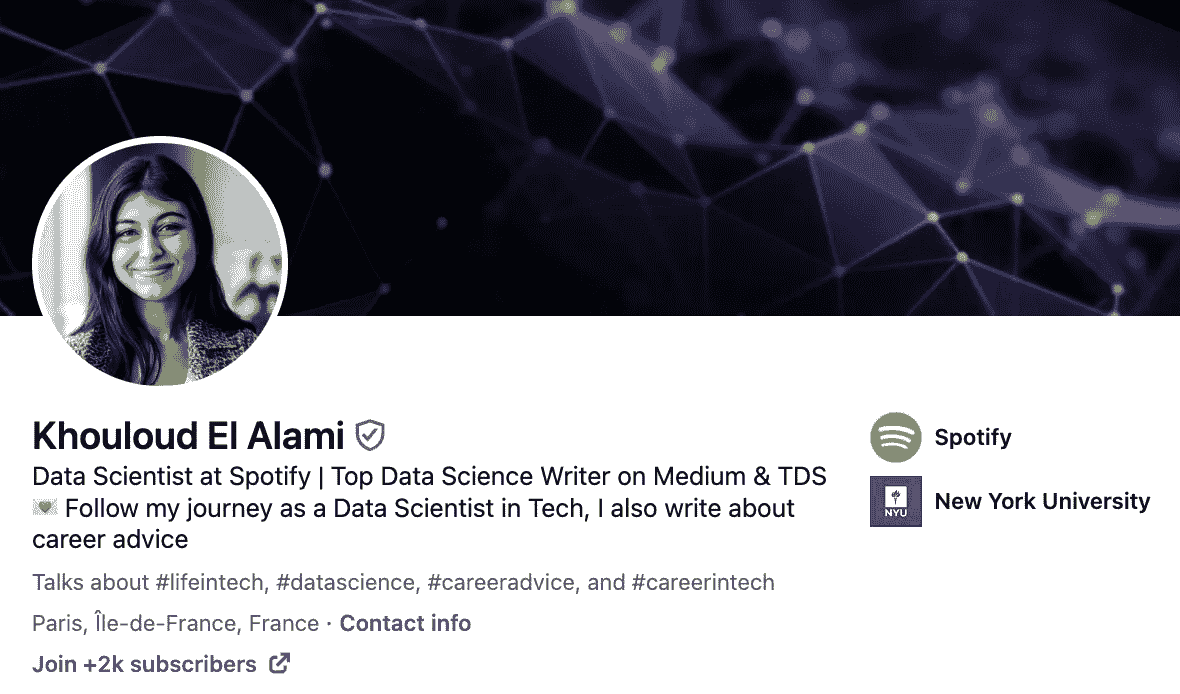 Khouloud El Alami
Data Scientist at Spotify | Top Data Science Writer on Medium & TDS
💌 Follow my journey as a Data Scientist in Tech, I also write about
career advice
Talks about #lifeintech, #datascience, #careeradvice, and #careerintech
Paris, Île-de-France, France · Contact info
Join +2k subscribers
Spotify
NYU
New York University